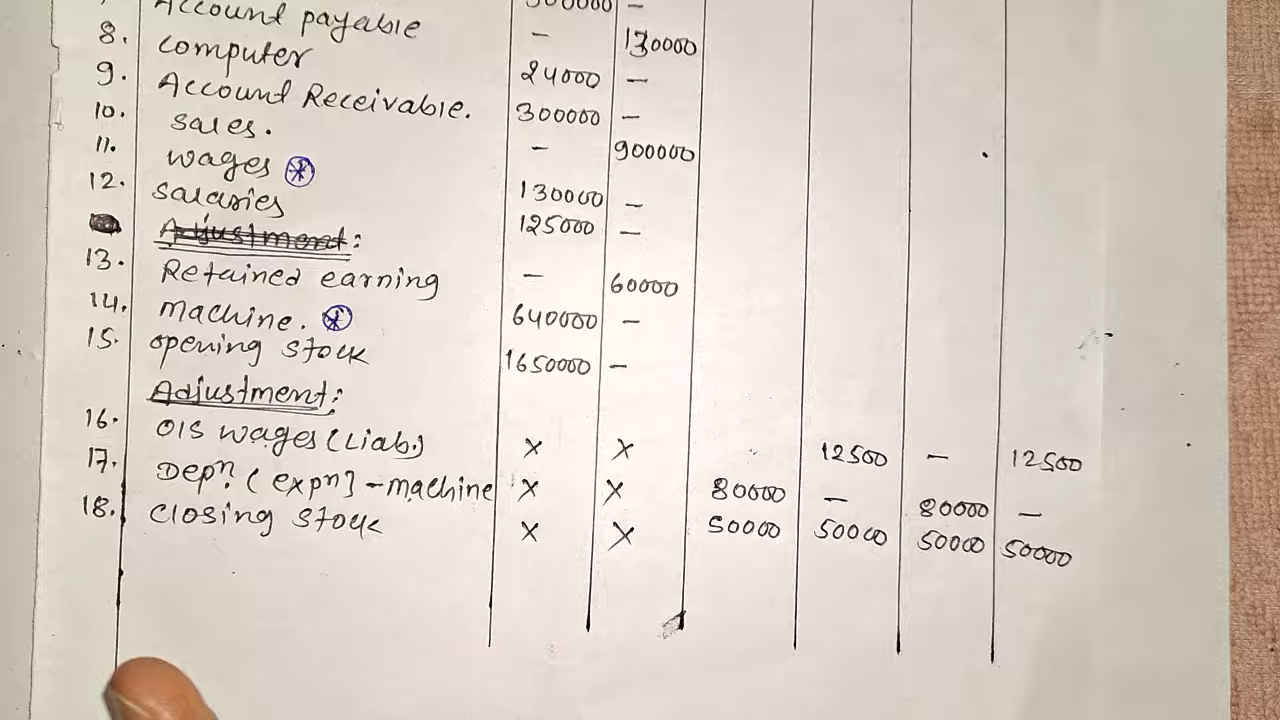 Account payable 300000 -
8. computer - 130000
9. Account Receivable. 24000 -
10. sales. 300000 -
11. wages * - 900000
12. salaries 130000 -
Adjustment: 125000 -
13. Retained earning - 60000
14. machine. * 640000 -
15. opening stock 1650000 -
Adjustment:
16. O/S wages (Liab.) × × 12500 - 12500
17. Depn. (expn) - machine × × 80000 - 80000 -
18. closing stock × × 50000 50000 50000 50000